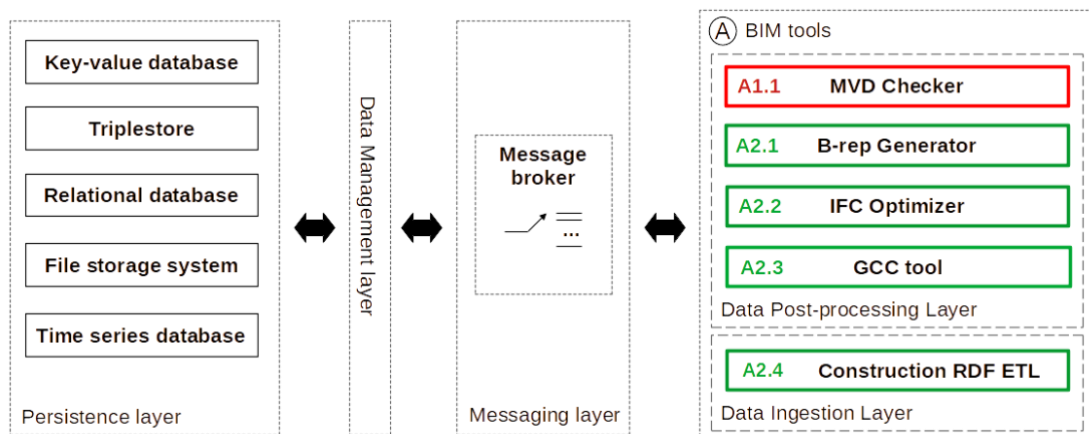 Key-value database
Triplestore
Relational database
File storage system
Time series database
Persistence layer
Data Management layer
Message
broker
...
Messaging layer
A BIM tools
A1.1 MVD Checker
A2.1 B-rep Generator
A2.2 IFC Optimizer
A2.3 GCC tool
Data Post-processing Layer
A2.4 Construction RDF ETL
Data Ingestion Layer